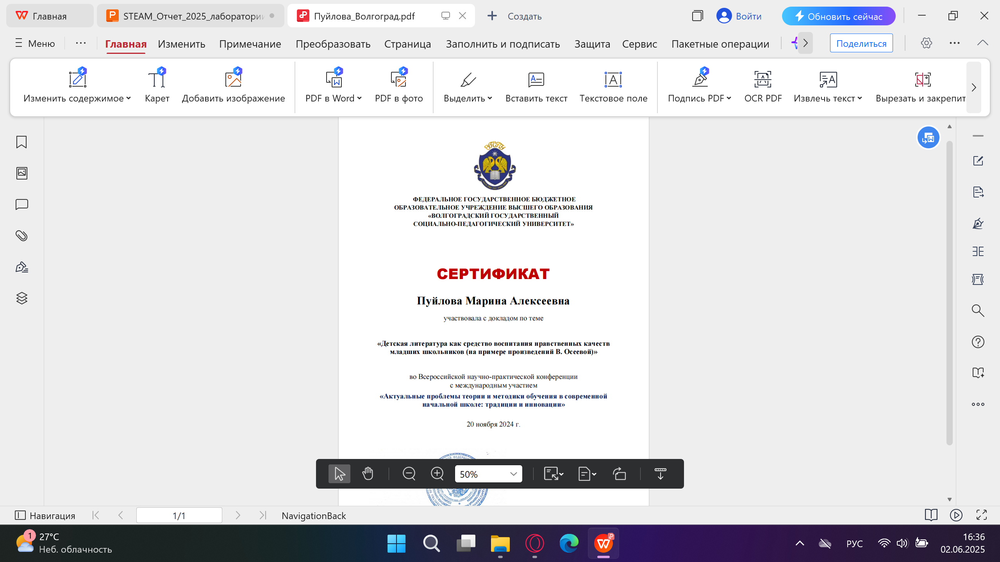 Главная
STEAM_Отчет_2025_лаборатории
Пуйлова_Волгоград.pdf
Создать
Войти
Обновить сейчас
Меню
Главная
Изменить
Примечание
Преобразовать
Страница
Заполнить и подписать
Защита
Сервис
Пакетные операции
Поделиться
Изменить содержимое
Карет
Добавить изображение
PDF в Word
PDF в фото
Выделить
Вставить текст
Текстовое поле
Подпись PDF
OCR PDF
Извлечь текст
Вырезать и закрепит
ВГСПУ
DOCERE EST DISCERE
ФЕДЕРАЛЬНОЕ ГОСУДАРСТВЕННОЕ БЮДЖЕТНОЕ
ОБРАЗОВАТЕЛЬНОЕ УЧРЕЖДЕНИЕ ВЫСШЕГО ОБРАЗОВАНИЯ
«ВОЛГОГРАДСКИЙ ГОСУДАРСТВЕННЫЙ
СОЦИАЛЬНО-ПЕДАГОГИЧЕСКИЙ УНИВЕРСИТЕТ»
СЕРТИФИКАТ
Пуйлова Марина Алексеевна
участвовала с докладом по теме
«Детская литература как средство воспитания нравственных качеств
младших школьников (на примере произведений В. Осеевой)»
во Всероссийской научно-практической конференции
с международным участием
«Актуальные проблемы теории и методики обучения в современной
начальной школе: традиции и инновации»
20 ноября 2024 г.
50%
Навигация
1/1
NavigationBack
1
27°C
Неб. облачность
РУС
16:36
02.06.2025